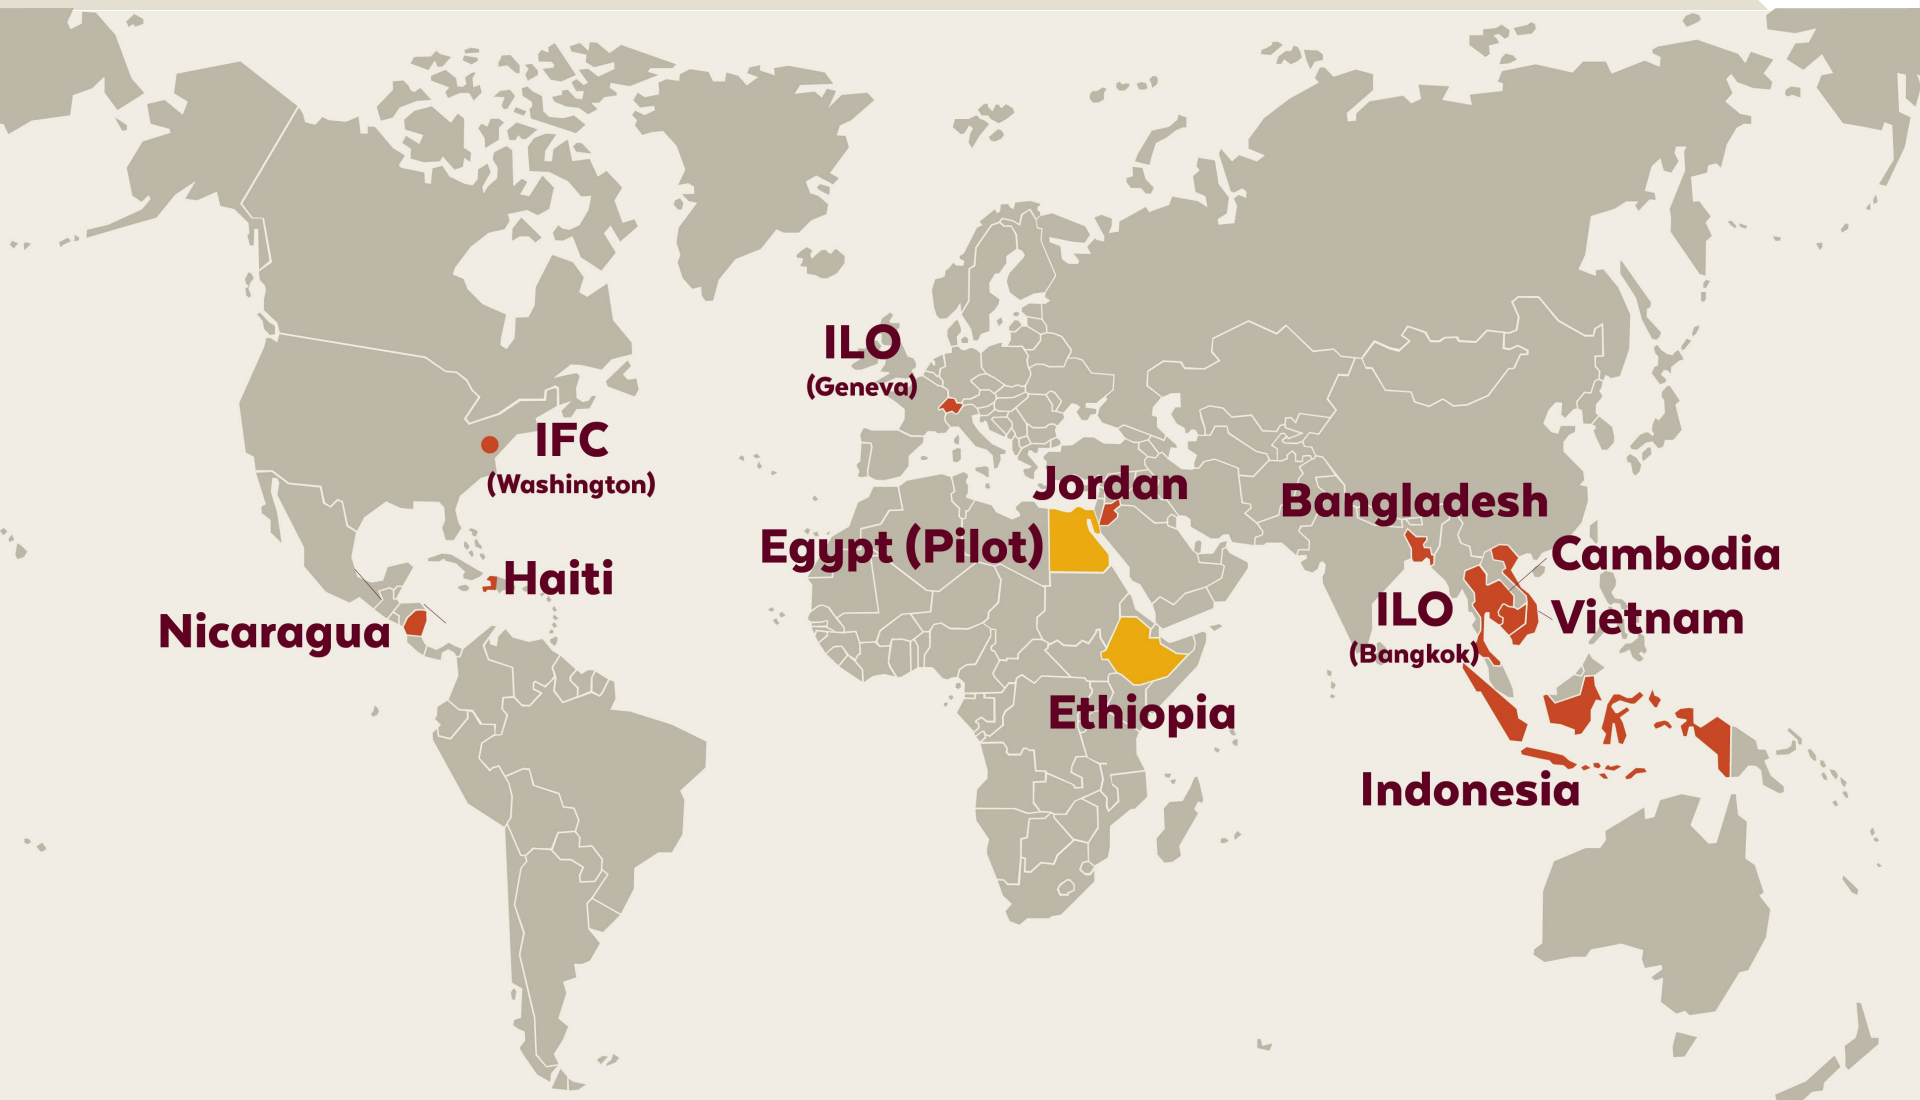 ILO
(Geneva)
IFC
(Washington)
Jordan
Bangladesh
Egypt (Pilot)
Cambodia
Haiti
ILO
(Bangkok)
Vietnam
Nicaragua
Ethiopia
Indonesia